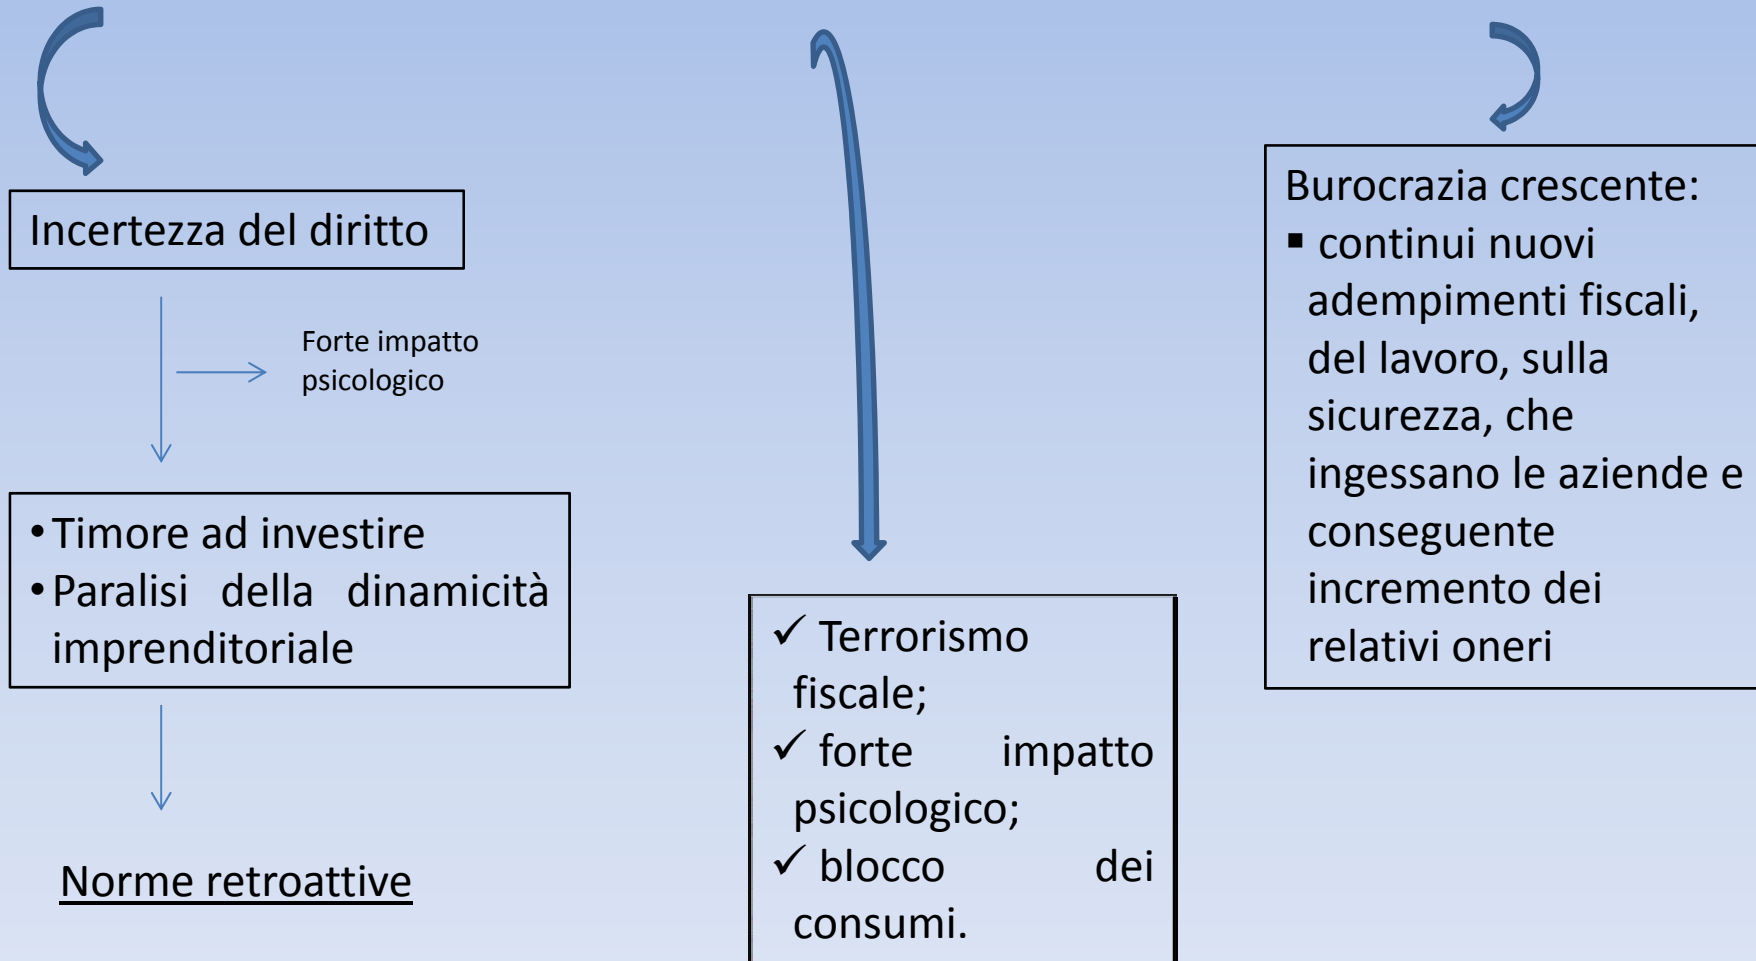 Incertezza del diritto
Forte impatto
psicologico
• Timore ad investire
• Paralisi della dinamicità
imprenditoriale
Norme retroattive
✓ Terrorismo
fiscale;
✓ forte impatto
psicologico;
✓ blocco dei
consumi.
Burocrazia crescente:
▪ continui nuovi
adempimenti fiscali,
del lavoro, sulla
sicurezza, che
ingessano le aziende e
conseguente
incremento dei
relativi oneri